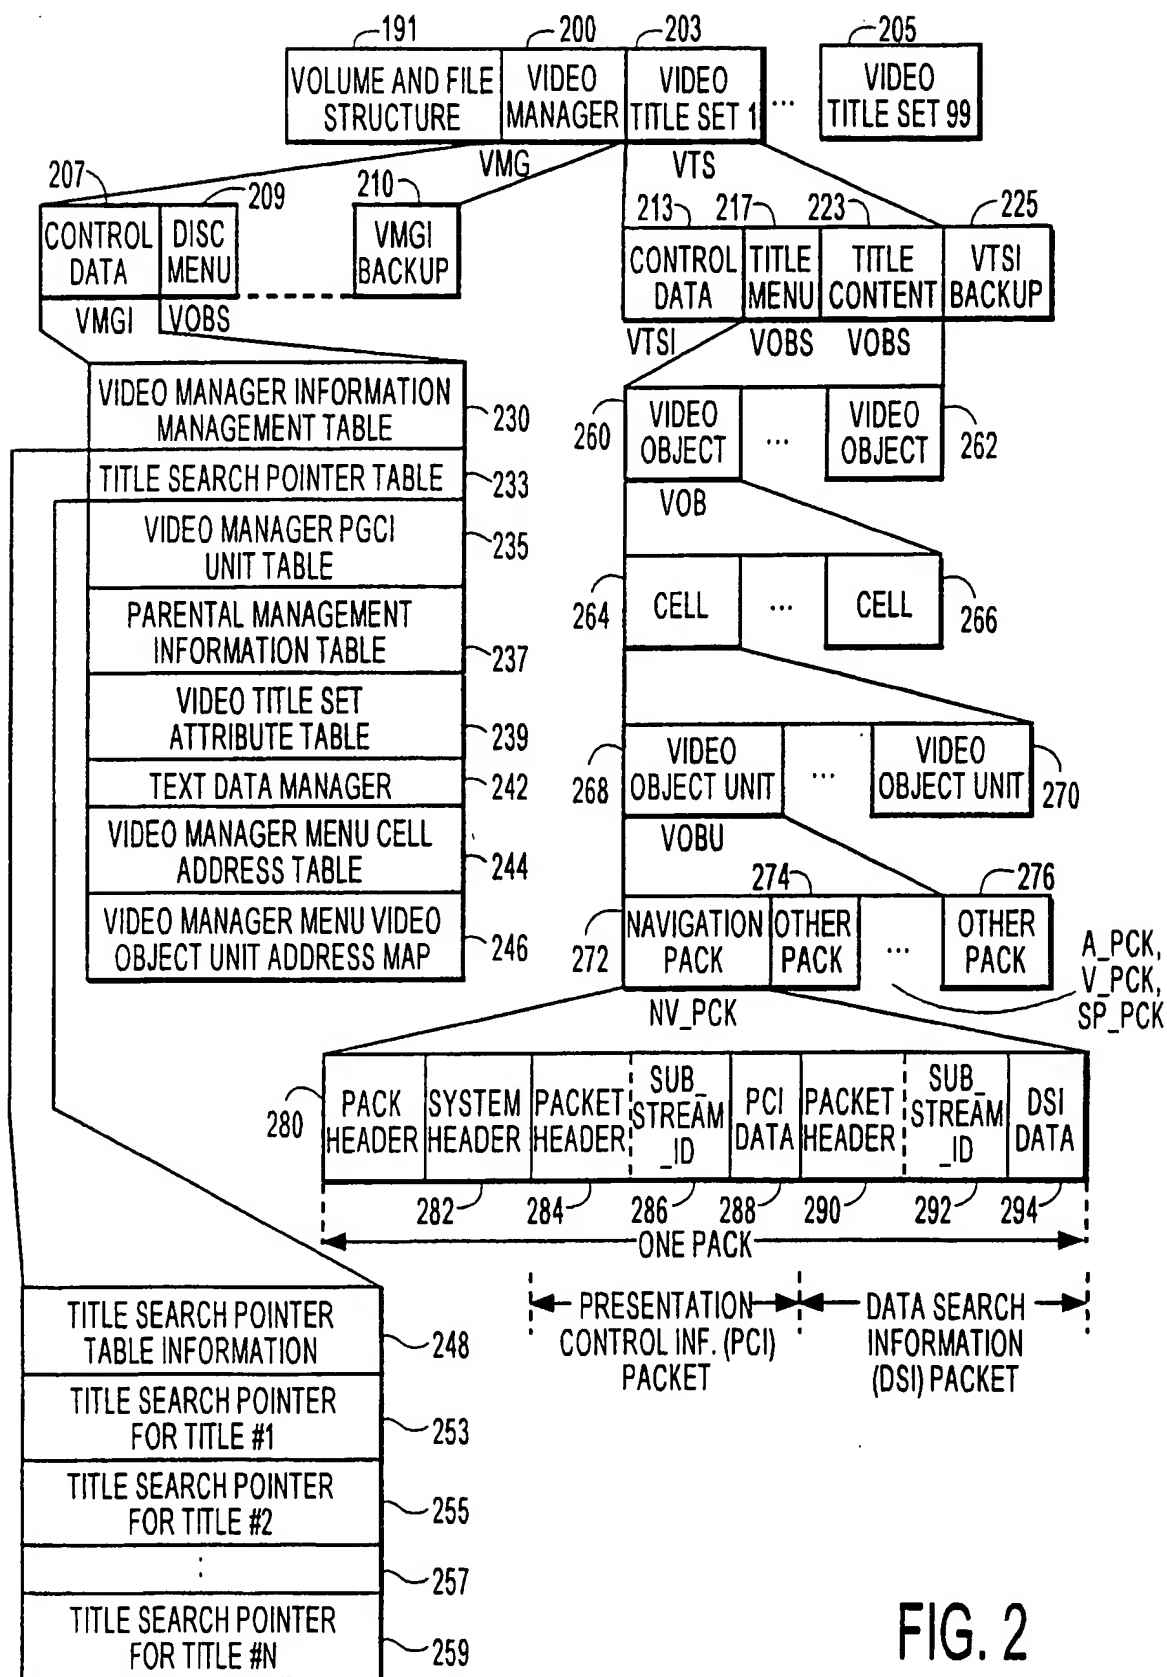 191 200 203 205
VOLUME AND FILE STRUCTURE
VIDEO MANAGER
VIDEO TITLE SET 1
...
VIDEO TITLE SET 99
VMG
VTS
207 209 210
CONTROL DATA
DISC MENU
VMGI BACKUP
VMGI
VOBS
213 217 223 225
CONTROL DATA
TITLE MENU
TITLE CONTENT
VTSI BACKUP
VTSI
VOBS
VOBS
VIDEO MANAGER INFORMATION
MANAGEMENT TABLE
230
TITLE SEARCH POINTER TABLE
233
VIDEO MANAGER PGCI
UNIT TABLE
235
PARENTAL MANAGEMENT
INFORMATION TABLE
237
VIDEO TITLE SET
ATTRIBUTE TABLE
239
TEXT DATA MANAGER
242
VIDEO MANAGER MENU CELL
ADDRESS TABLE
244
VIDEO MANAGER MENU VIDEO
OBJECT UNIT ADDRESS MAP
246
260
VIDEO OBJECT
...
VIDEO OBJECT
262
VOB
264
CELL
...
CELL
266
268
VIDEO OBJECT UNIT
...
VIDEO OBJECT UNIT
270
VOBU
274 276
272
NAVIGATION PACK
OTHER PACK
...
OTHER PACK
A_PCK,
V_PCK,
SP_PCK
NV_PCK
280
PACK HEADER
SYSTEM HEADER
PACKET HEADER
SUB_
STREAM
_ID
PCI DATA
PACKET HEADER
SUB_
STREAM
_ID
DSI DATA
282 284 286 288 290 292 294
ONE PACK
PRESENTATION
CONTROL INF. (PCI)
PACKET
DATA SEARCH
INFORMATION
(DSI) PACKET
TITLE SEARCH POINTER
TABLE INFORMATION
248
TITLE SEARCH POINTER
FOR TITLE #1
253
TITLE SEARCH POINTER
FOR TITLE #2
255
:
257
TITLE SEARCH POINTER
FOR TITLE #N
259
FIG. 2